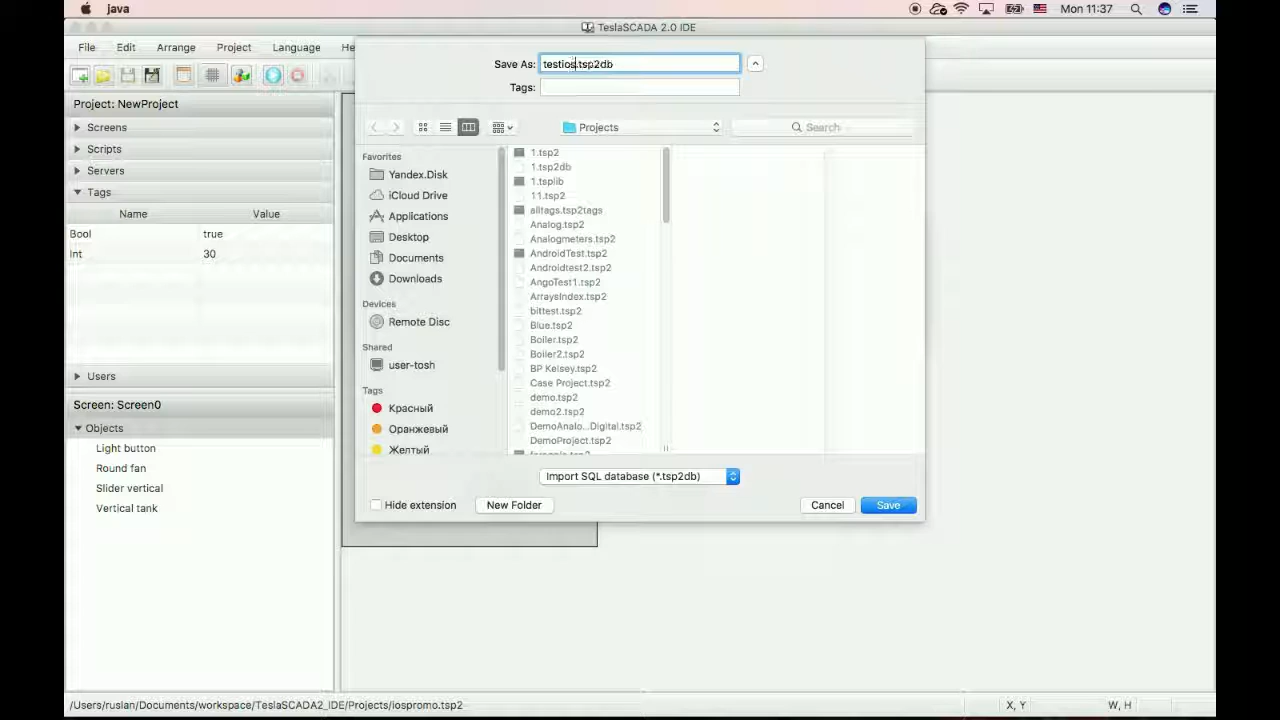 java
Mon 11:37
TeslaSCADA 2.0 IDE
File Edit Arrange Project Language He
Save As: testios.tsp2db
Tags:
Project: NewProject
Projects
Search
Screens
Scripts
Servers
Tags
Name Value
Bool true
Int 30
Users
Screen: Screen0
Objects
Light button
Round fan
Slider vertical
Vertical tank
Favorites
Yandex.Disk
iCloud Drive
Applications
Desktop
Documents
Downloads
Devices
Remote Disc
Shared
user-tosh
Tags
Красный
Оранжевый
Желтый
1.tsp2
1.tsp2db
1.tsplib
11.tsp2
alltags.tsp2tags
Analog.tsp2
Analogmeters.tsp2
AndroidTest.tsp2
Androidtest2.tsp2
AngoTest1.tsp2
ArraysIndex.tsp2
bittest.tsp2
Blue.tsp2
Boiler.tsp2
Boiler2.tsp2
BP Kelsey.tsp2
Case Project.tsp2
demo.tsp2
demo2.tsp2
DemoAnalo...Digital.tsp2
DemoProject.tsp2
Import SQL database (*.tsp2db)
Hide extension
New Folder
Cancel
Save
/Users/ruslan/Documents/workspace/TeslaSCADA2_IDE/Projects/iospromo.tsp2
X, Y
W, H